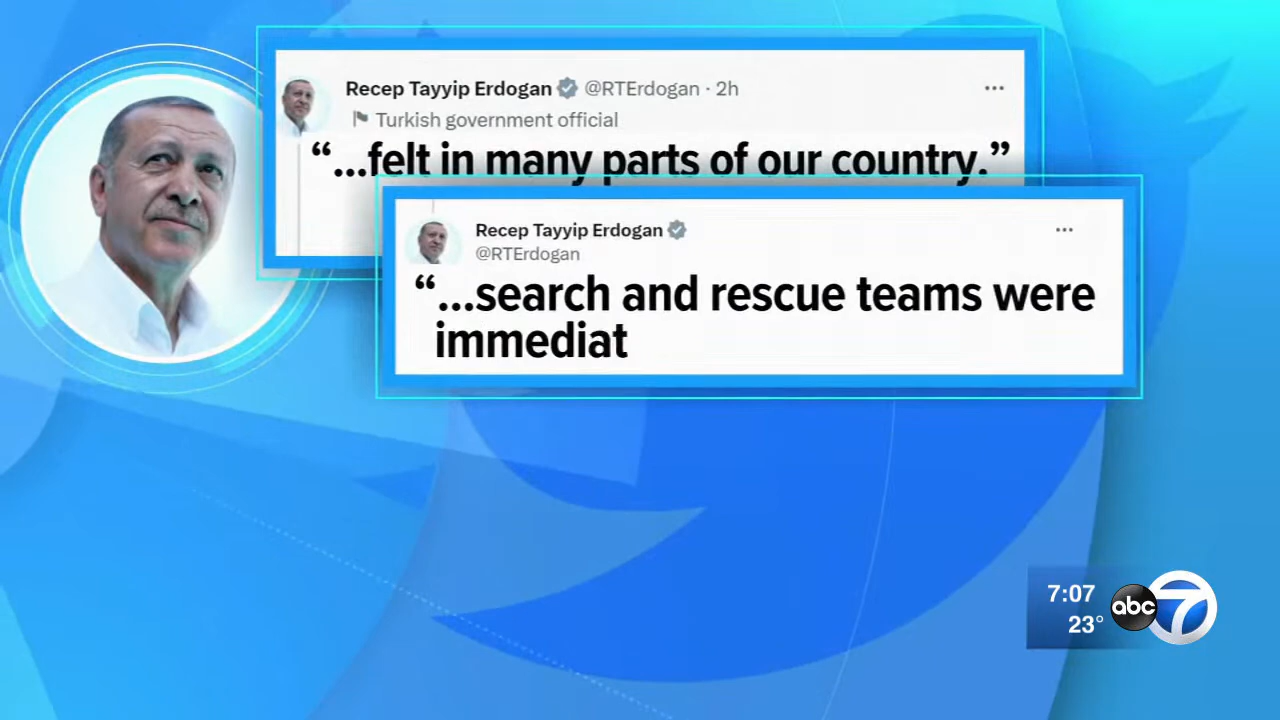 Recep Tayyip Erdogan @RTErdogan · 2h
Turkish government official
“...felt in many parts of our country.”
Recep Tayyip Erdogan
@RTErdogan
“...search and rescue teams were
immediat
7:07
23°
abc 7